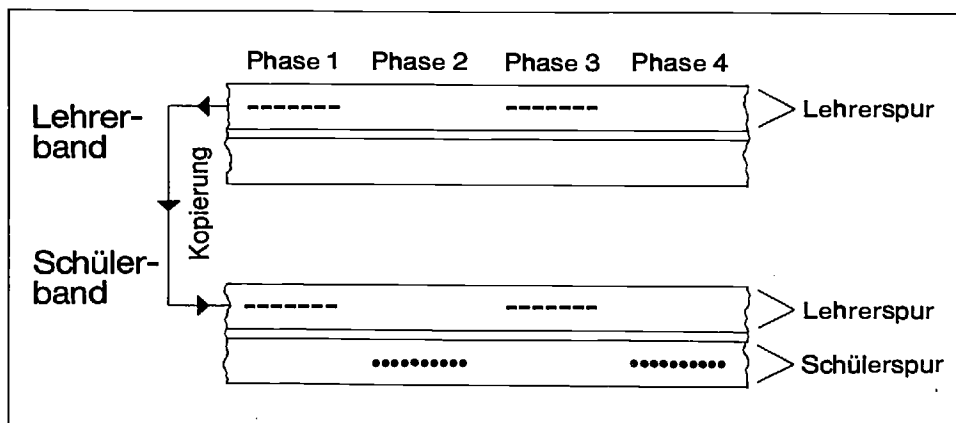 Phase 1 Phase 2 Phase 3 Phase 4
Lehrer-
band
Lehrerspur
Kopierung
Schüler-
band
Lehrerspur
Schülerspur